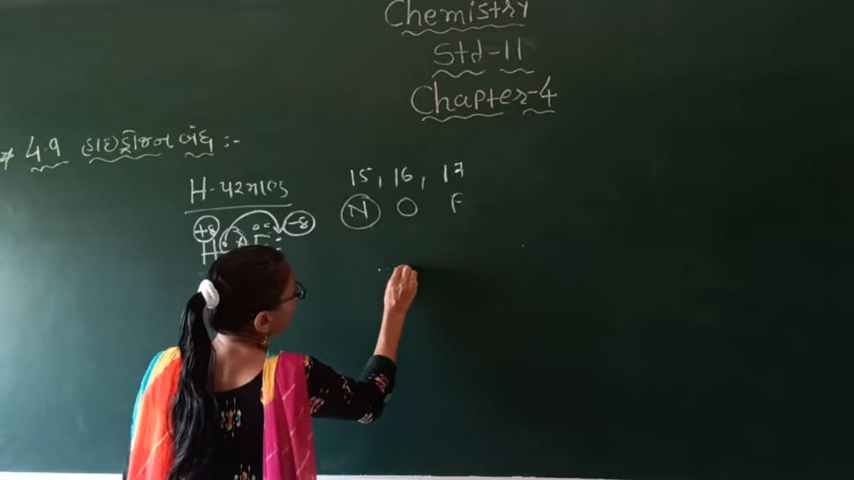 Chemistry
Std-11
Chapter-4
* 4.9 હાઇડ્રોજન બંધ :-
H-પરમાણુ 15, 16, 17
N O F
+δ -δ
H F